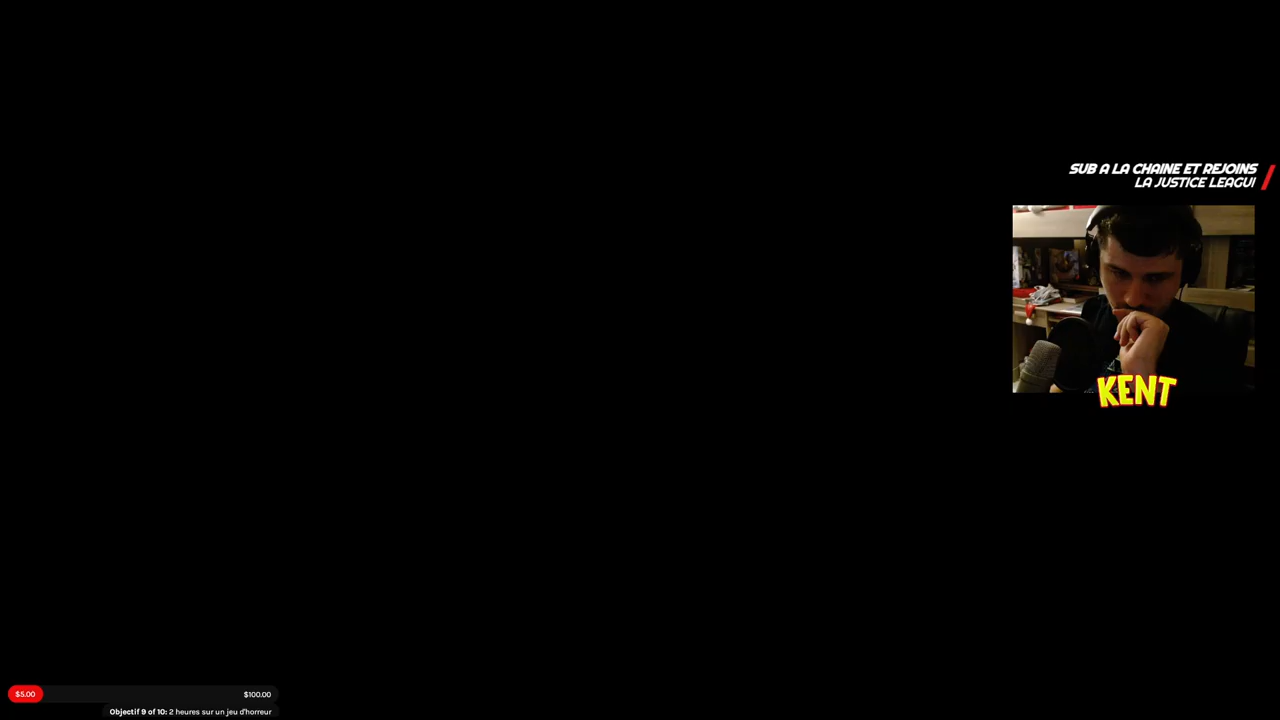 SUB A LA CHAINE ET REJOINS
LA JUSTICE LEAGU!
KENT
$5.00 $100.00
Objectif 9 of 10: 2 heures sur un jeu d'horreur